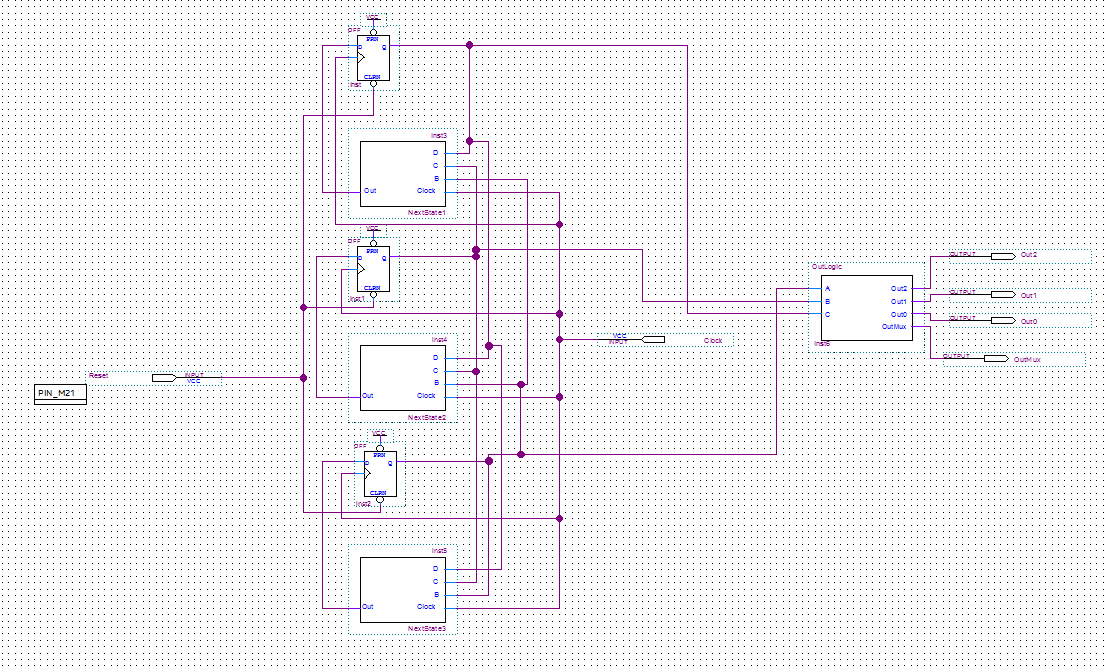 VCC
DFF
PRN
D Q
CLRN
inst
inst3
D
C
B
Out Clock
NextState1
VCC
DFF
PRN
D Q
CLRN
inst1
inst4
D
C
B
Out Clock
NextState2
VCC
DFF
PRN
D Q
CLRN
inst2
inst5
D
C
B
Out Clock
NextState3
Reset INPUT
VCC
PIN_M21
VCC
INPUT Clock
OutLogic
A Out2
B Out1
C Out0
OutMux
inst6
OUTPUT Out2
OUTPUT Out1
OUTPUT Out0
OUTPUT OutMux